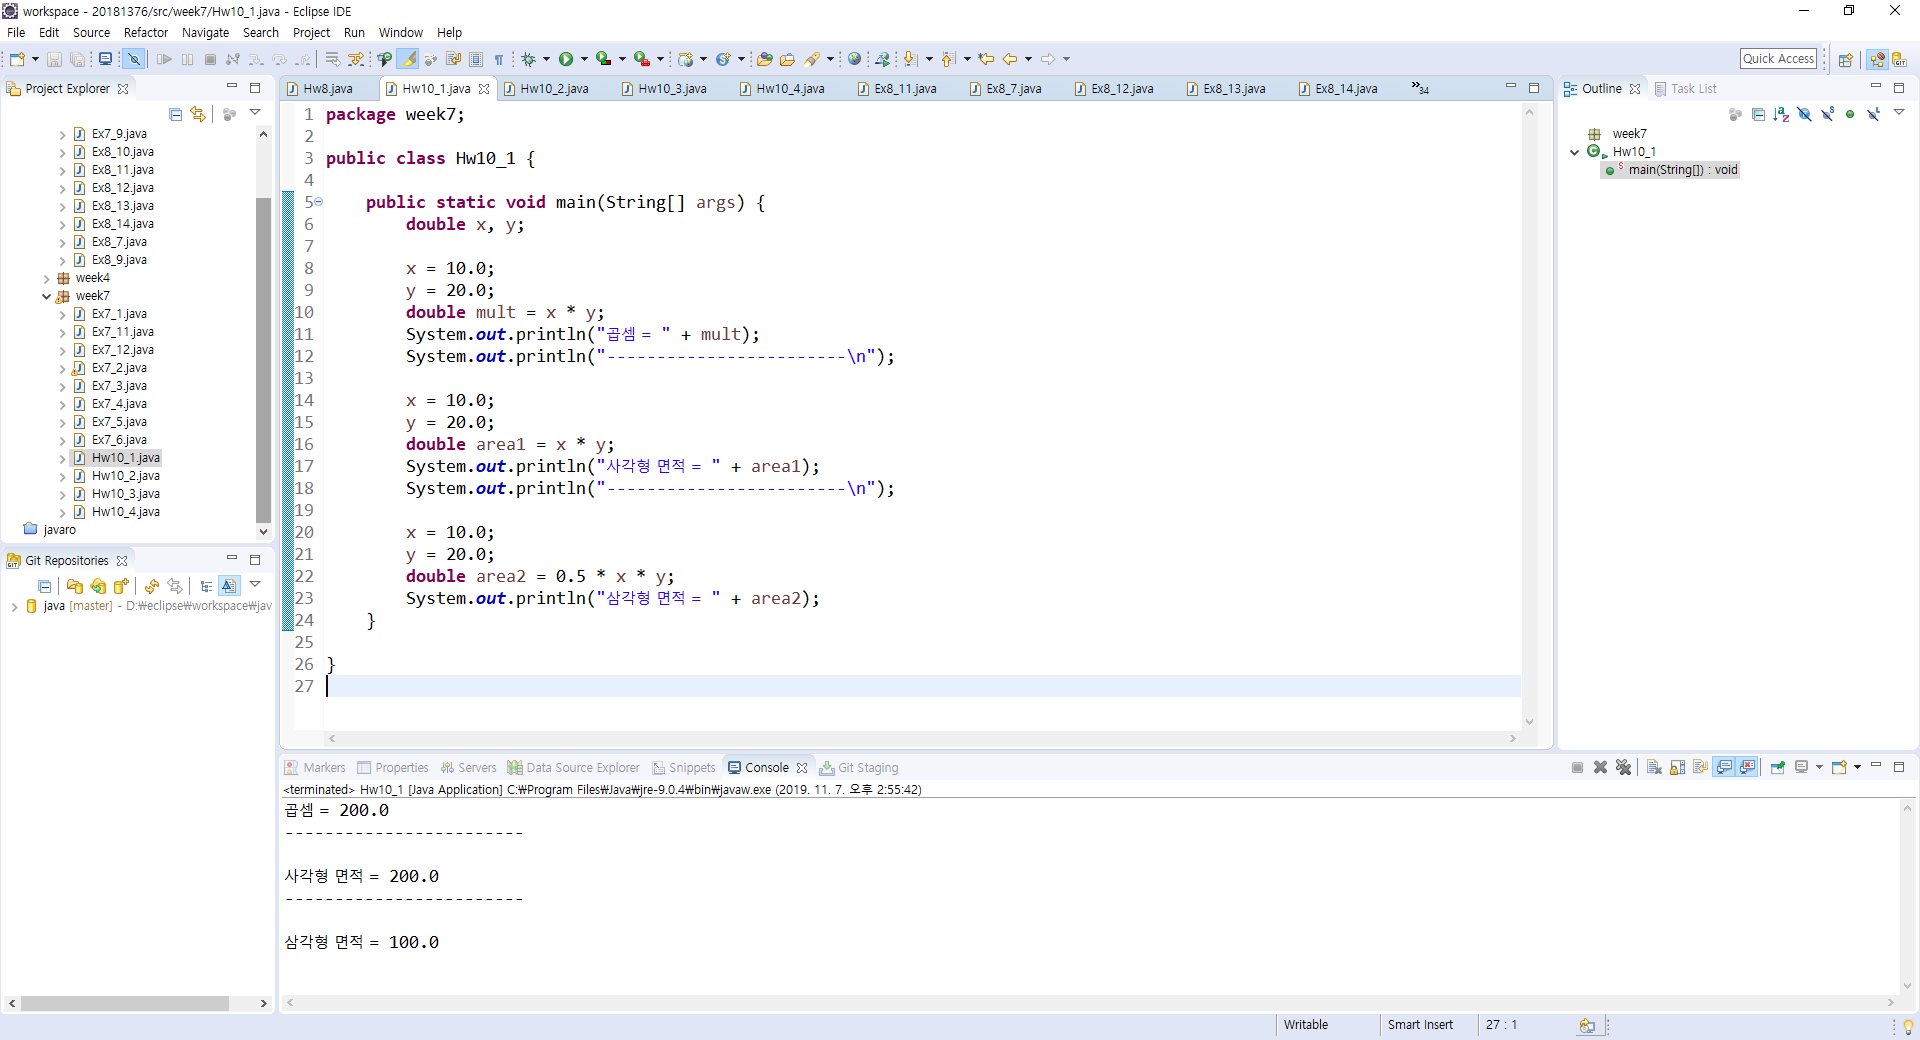 workspace - 20181376/src/week7/Hw10_1.java - Eclipse IDE
File Edit Source Refactor Navigate Search Project Run Window Help
Quick Access
Project Explorer
Ex7_9.java
Ex8_10.java
Ex8_11.java
Ex8_12.java
Ex8_13.java
Ex8_14.java
Ex8_7.java
Ex8_9.java
week4
week7
Ex7_1.java
Ex7_11.java
Ex7_12.java
Ex7_2.java
Ex7_3.java
Ex7_4.java
Ex7_5.java
Ex7_6.java
Hw10_1.java
Hw10_2.java
Hw10_3.java
Hw10_4.java
javaro
Git Repositories
java [master] - D:₩eclipse₩workspace₩jav
Hw8.java Hw10_1.java Hw10_2.java Hw10_3.java Hw10_4.java Ex8_11.java Ex8_7.java Ex8_12.java Ex8_13.java Ex8_14.java »34
1 package week7;
2
3 public class Hw10_1 {
4
5 public static void main(String[] args) {
6 double x, y;
7
8 x = 10.0;
9 y = 20.0;
10 double mult = x * y;
11 System.out.println("곱셈 = " + mult);
12 System.out.println("------------------------\n");
13
14 x = 10.0;
15 y = 20.0;
16 double area1 = x * y;
17 System.out.println("사각형 면적 = " + area1);
18 System.out.println("------------------------\n");
19
20 x = 10.0;
21 y = 20.0;
22 double area2 = 0.5 * x * y;
23 System.out.println("삼각형 면적 = " + area2);
24 }
25
26 }
27
Outline Task List
week7
Hw10_1
main(String[]) : void
Markers Properties Servers Data Source Explorer Snippets Console Git Staging
<terminated> Hw10_1 [Java Application] C:₩Program Files₩Java₩jre-9.0.4₩bin₩javaw.exe (2019. 11. 7. 오후 2:55:42)
곱셈 = 200.0
------------------------
사각형 면적 = 200.0
------------------------
삼각형 면적 = 100.0
Writable Smart Insert 27 : 1